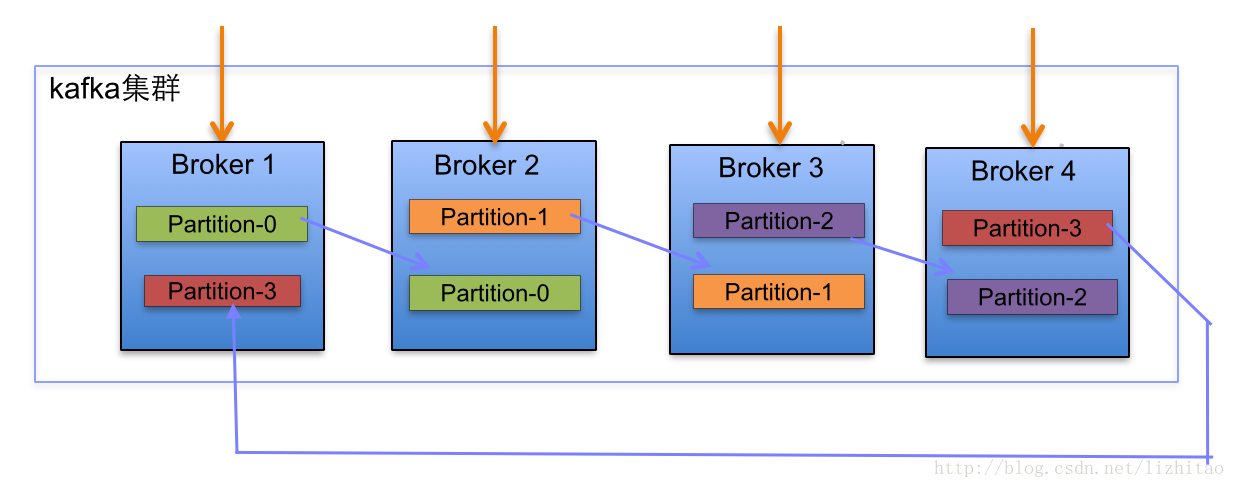 kafka集群
Broker 1
Partition-0
Partition-3
Broker 2
Partition-1
Partition-0
Broker 3
Partition-2
Partition-1
Broker 4
Partition-3
Partition-2
http://blog.csdn.net/lizhitao